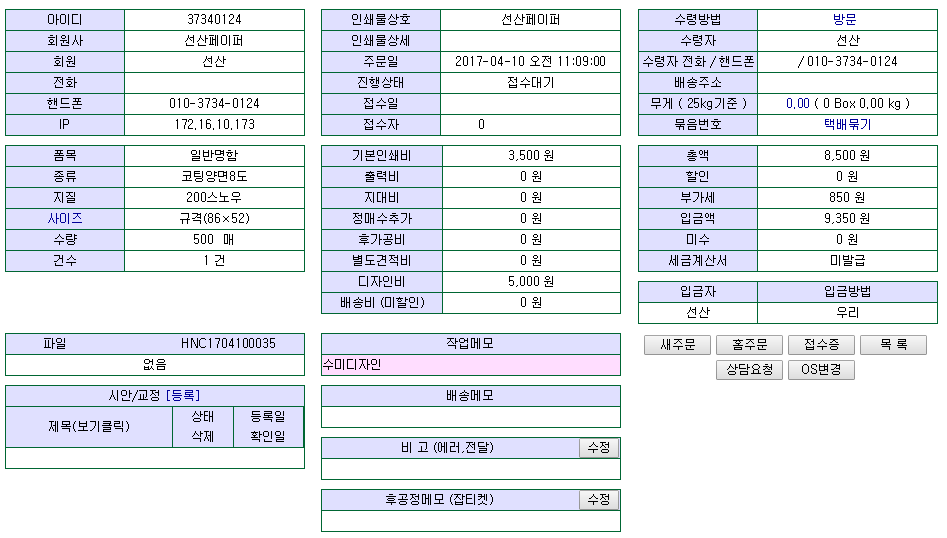 아이디 37340124
회원사 선산페이퍼
회원 선산
전화
핸드폰 010-3734-0124
IP 172.16.10.173
인쇄물상호 선산페이퍼
인쇄물상세
주문일 2017-04-10 오전 11:09:00
진행상태 접수대기
접수일
접수자 0
수령방법 방문
수령자 선산
수령자 전화 / 핸드폰 / 010-3734-0124
배송주소
무게 ( 25kg기준 ) 0.00 ( 0 Box 0.00 kg )
묶음번호 택배묶기
품목 일반명함
종류 코팅양면8도
지질 200스노우
사이즈 규격(86×52)
수량 500 매
건수 1 건
기본인쇄비 3,500 원
출력비 0 원
지대비 0 원
정매수추가 0 원
후가공비 0 원
별도견적비 0 원
디자인비 5,000 원
배송비 (미할인) 0 원
총액 8,500 원
할인 0 원
부가세 850 원
입금액 9,350 원
미수 0 원
세금계산서 미발급
입금자 입금방법
선산 우리
파일 HNC1704100035
없음
작업메모
수미디자인
새주문 홈주문 접수증 목 록
상담요청 OS변경
시안/교정 [등록]
제목(보기클릭) 상태 등록일
삭제 확인일
배송메모
비 고 (에러,전달) 수정
후공정메모 (잡티켓) 수정